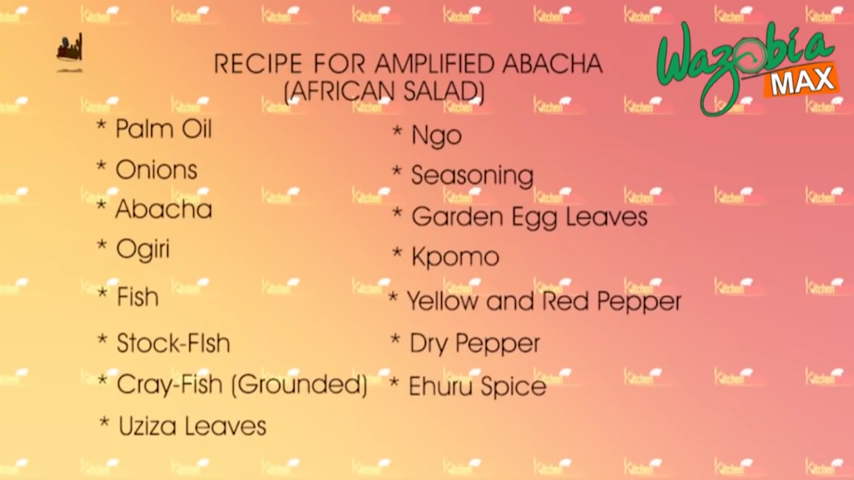 Wazobia
MAX
RECIPE FOR AMPLIFIED ABACHA
(AFRICAN SALAD)
* Palm Oil
* Onions
* Abacha
* Ogiri
* Fish
* Stock-FIsh
* Cray-Fish (Grounded)
* Uziza Leaves
* Ngo
* Seasoning
* Garden Egg Leaves
* Kpomo
* Yellow and Red Pepper
* Dry Pepper
* Ehuru Spice
Kitchen